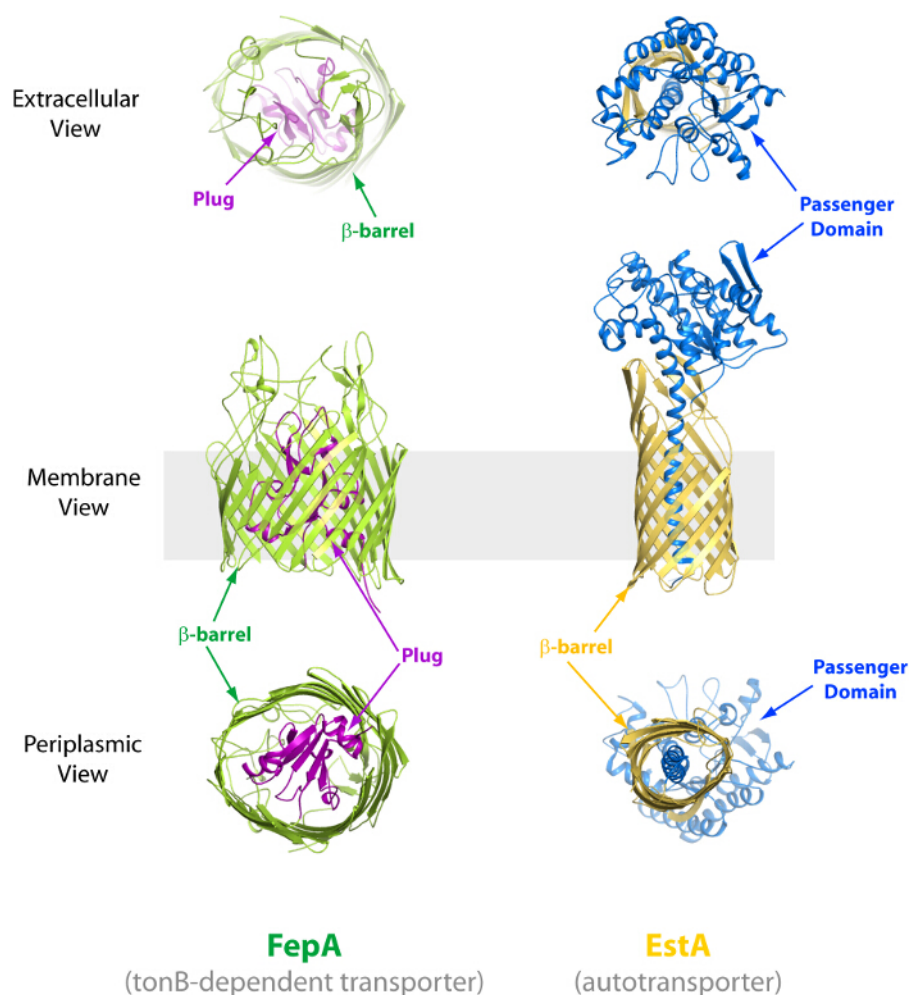 Extracellular
View
Plug
β-barrel
Passenger
Domain
Membrane
View
β-barrel
Plug
β-barrel
Passenger
Domain
Periplasmic
View
FepA
(tonB-dependent transporter)
EstA
(autotransporter)